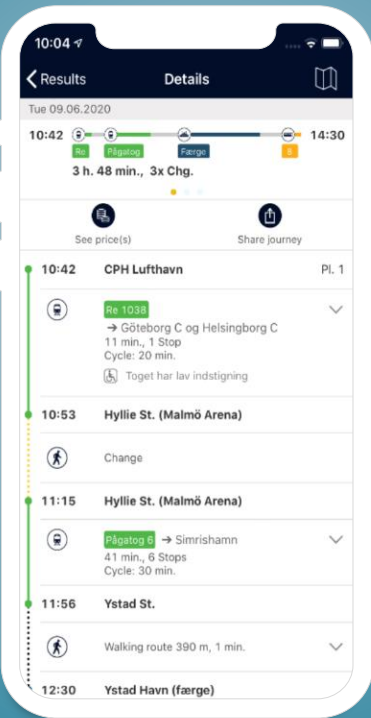 10:04
Results
Details
Tue 09.06.2020
10:42
14:30
Re
Pågatog
Færge
3 h. 48 min., 3x Chg.
See price(s)
Share journey
10:42 CPH Lufthavn Pl. 1
Re 1038
→ Göteborg C og Helsingborg C
11 min., 1 Stop
Cycle: 20 min.
Toget har lav indstigning
10:53 Hyllie St. (Malmö Arena)
Change
11:15 Hyllie St. (Malmö Arena)
Pågatog 6 → Simrishamn
41 min., 6 Stops
Cycle: 30 min.
11:56 Ystad St.
Walking route 390 m, 1 min.
12:30 Ystad Havn (færge)